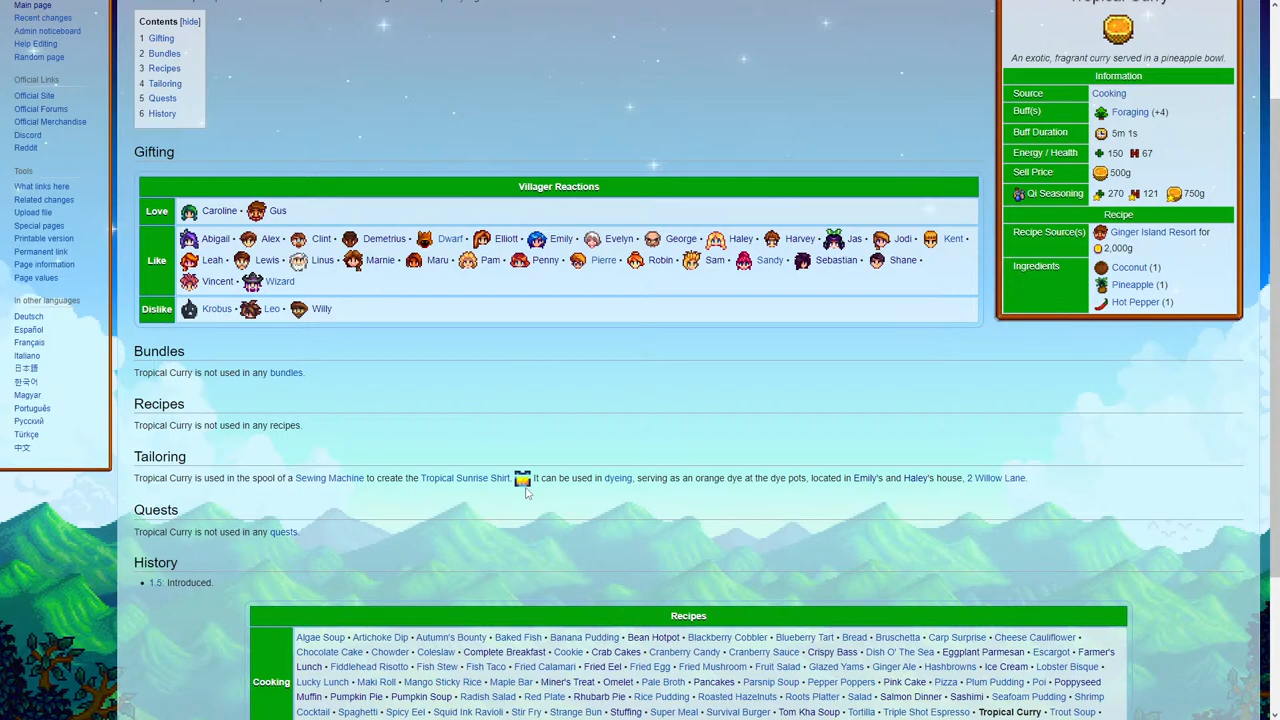 Main page
Recent changes
Admin noticeboard
Help Editing
Random page
Official Links
Official Site
Official Forums
Official Merchandise
Discord
Reddit
Tools
What links here
Related changes
Upload file
Special pages
Printable version
Permanent link
Page information
Page values
In other languages
Deutsch
Español
Français
Italiano
日本語
한국어
Magyar
Português
Русский
Türkçe
中文
Contents [hide]
1 Gifting
2 Bundles
3 Recipes
4 Tailoring
5 Quests
6 History
Gifting
Villager Reactions
Love Caroline • Gus
Like Abigail • Alex • Clint • Demetrius • Dwarf • Elliott • Emily • Evelyn • George • Haley • Harvey • Jas • Jodi • Kent •
Leah • Lewis • Linus • Marnie • Maru • Pam • Penny • Pierre • Robin • Sam • Sandy • Sebastian • Shane •
Vincent • Wizard
Dislike Krobus • Leo • Willy
Bundles
Tropical Curry is not used in any bundles.
Recipes
Tropical Curry is not used in any recipes.
Tailoring
Tropical Curry is used in the spool of a Sewing Machine to create the Tropical Sunrise Shirt. It can be used in dyeing, serving as an orange dye at the dye pots, located in Emily's and Haley's house, 2 Willow Lane.
Quests
Tropical Curry is not used in any quests.
History
• 1.5: Introduced.
Recipes
Cooking
Algae Soup • Artichoke Dip • Autumn's Bounty • Baked Fish • Banana Pudding • Bean Hotpot • Blackberry Cobbler • Blueberry Tart • Bread • Bruschetta • Carp Surprise • Cheese Cauliflower •
Chocolate Cake • Chowder • Coleslaw • Complete Breakfast • Cookie • Crab Cakes • Cranberry Candy • Cranberry Sauce • Crispy Bass • Dish O' The Sea • Eggplant Parmesan • Escargot • Farmer's
Lunch • Fiddlehead Risotto • Fish Stew • Fish Taco • Fried Calamari • Fried Eel • Fried Egg • Fried Mushroom • Fruit Salad • Glazed Yams • Ginger Ale • Hashbrowns • Ice Cream • Lobster Bisque •
Lucky Lunch • Maki Roll • Mango Sticky Rice • Maple Bar • Miner's Treat • Omelet • Pale Broth • Pancakes • Parsnip Soup • Pepper Poppers • Pink Cake • Pizza • Plum Pudding • Poi • Poppyseed
Muffin • Pumpkin Pie • Pumpkin Soup • Radish Salad • Red Plate • Rhubarb Pie • Rice Pudding • Roasted Hazelnuts • Roots Platter • Salad • Salmon Dinner • Sashimi • Seafoam Pudding • Shrimp
Cocktail • Spaghetti • Spicy Eel • Squid Ink Ravioli • Stir Fry • Strange Bun • Stuffing • Super Meal • Survival Burger • Tom Kha Soup • Tortilla • Triple Shot Espresso • Tropical Curry • Trout Soup •
Tropical Curry
An exotic, fragrant curry served in a pineapple bowl.
Information
Source Cooking
Buff(s) Foraging (+4)
Buff Duration 5m 1s
Energy / Health 150 67
Sell Price 500g
Qi Seasoning 270 121 750g
Recipe
Recipe Source(s) Ginger Island Resort for
2,000g
Ingredients Coconut (1)
Pineapple (1)
Hot Pepper (1)